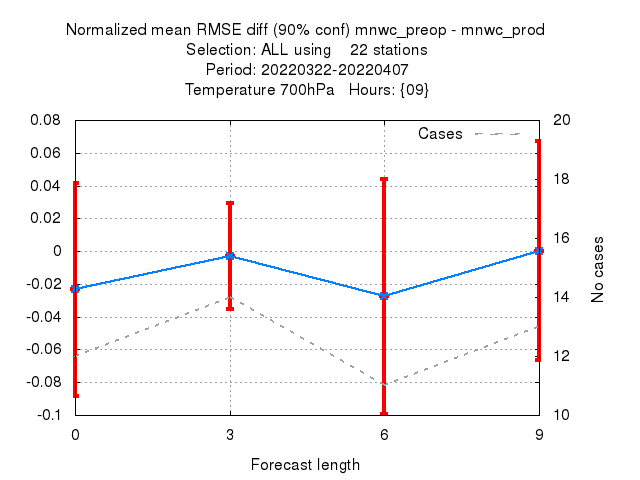 Normalized mean RMSE diff (90% conf) mnwc_preop - mnwc_prod
Selection: ALL using    22 stations
Period: 20220322-20220407
Temperature 700hPa   Hours: {09}
Cases
0.08
0.06
0.04
0.02
0
-0.02
-0.04
-0.06
-0.08
-0.1
20
18
16
14
12
10
No cases
0 3 6 9
Forecast length